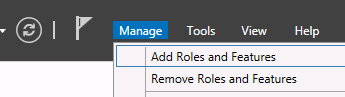 Manage Tools View Help
Add Roles and Features
Remove Roles and Features